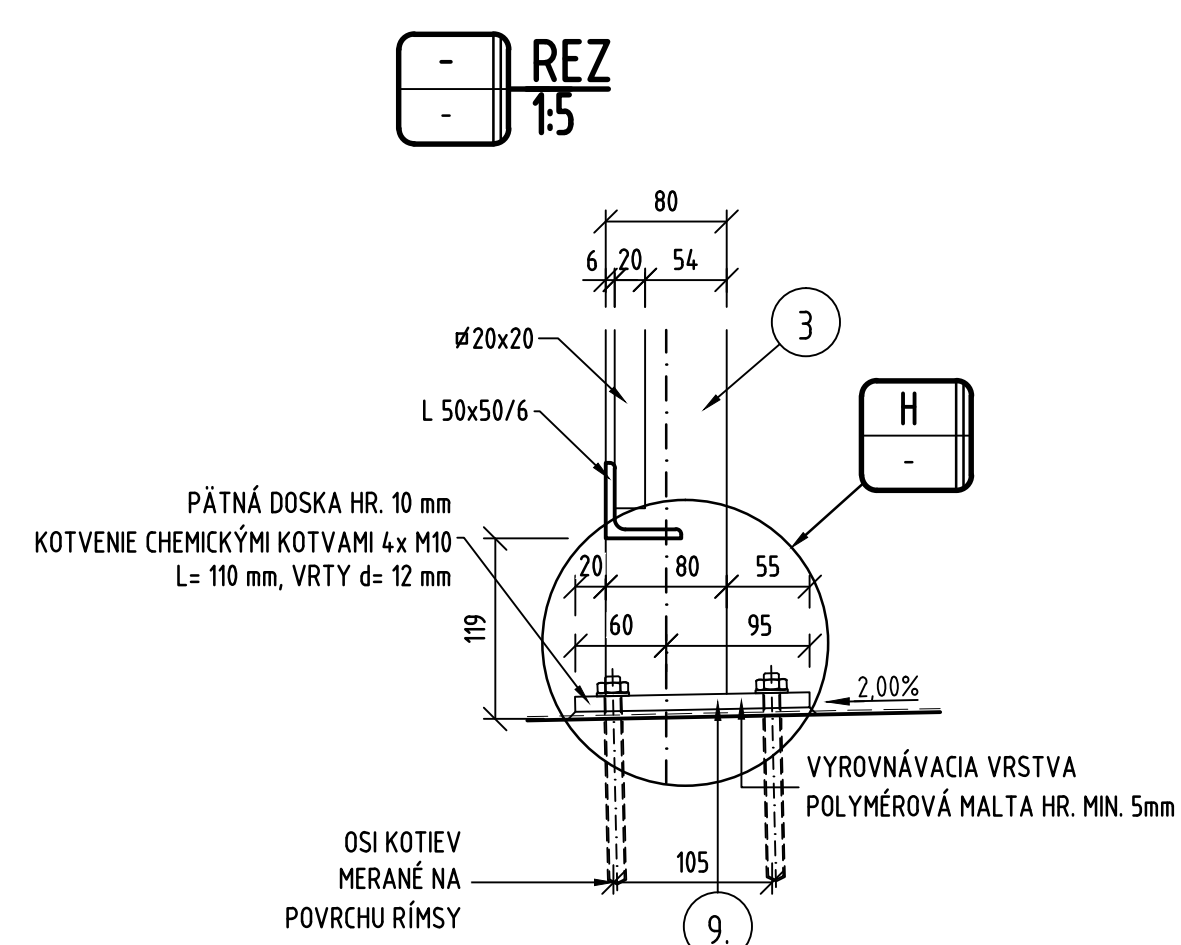 -
-
REZ
1:5
80
6
20
54
3
20x20
L 50x50/6
H
-
PÄTNÁ DOSKA HR. 10 mm
KOTVENIE CHEMICKÝMI KOTVAMI 4x M10
L= 110 mm, VRTY d= 12 mm
20
80
55
119
60
95
2,00%
VYROVNÁVACIA VRSTVA
POLYMÉROVÁ MALTA HR. MIN. 5mm
OSI KOTIEV
MERANÉ NA
POVRCHU RÍMSY
105
9.